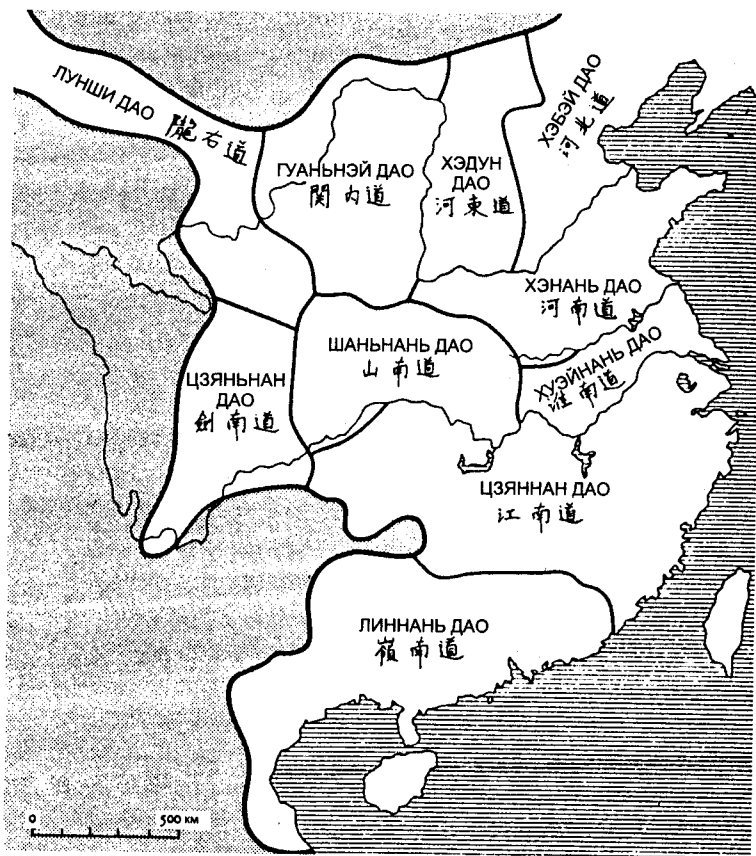 ЛУНШИ ДАО
隴右道
ГУАНЬНЭЙ ДАО
関内道
ХЭДУН
ДАО
河東道
ХЭБЭЙ ДАО
河北道
ХЭНАНЬ ДАО
河南道
ШАНЬНАНЬ ДАО
山南道
ХУЭЙНАНЬ ДАО
淮南道
ЦЗЯНЬНАН
ДАО
劍南道
ЦЗЯННАН ДАО
江南道
ЛИННАНЬ ДАО
嶺南道
0 500 км